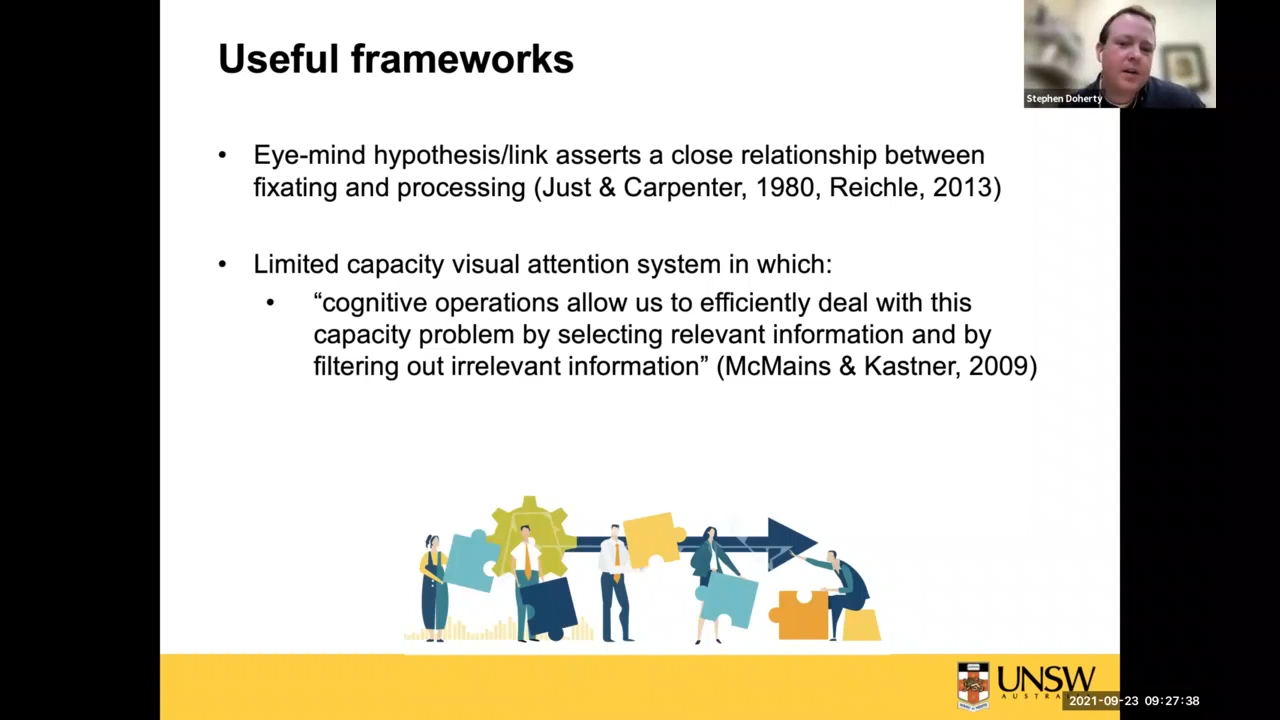 Useful frameworks
Stephen Doherty
• Eye-mind hypothesis/link asserts a close relationship between
fixating and processing (Just & Carpenter, 1980, Reichle, 2013)
• Limited capacity visual attention system in which:
• “cognitive operations allow us to efficiently deal with this
capacity problem by selecting relevant information and by
filtering out irrelevant information” (McMains & Kastner, 2009)
UNSW
2021-09-23 09:27:38